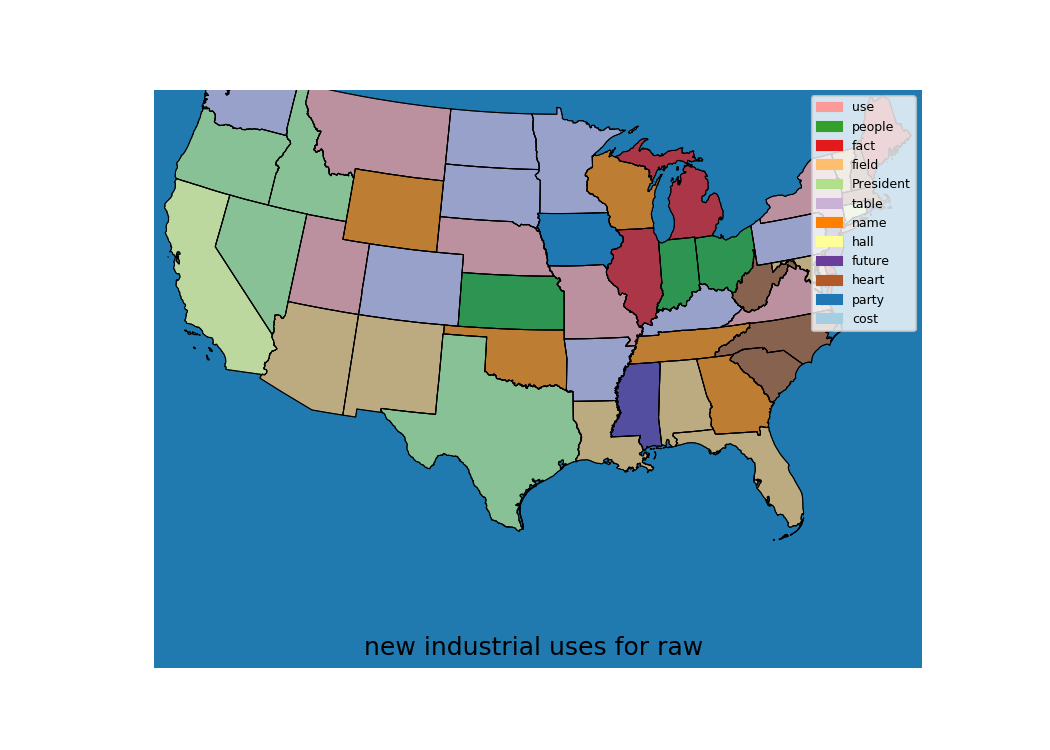 use
people
fact
field
President
table
name
hall
future
heart
party
cost
new industrial uses for raw